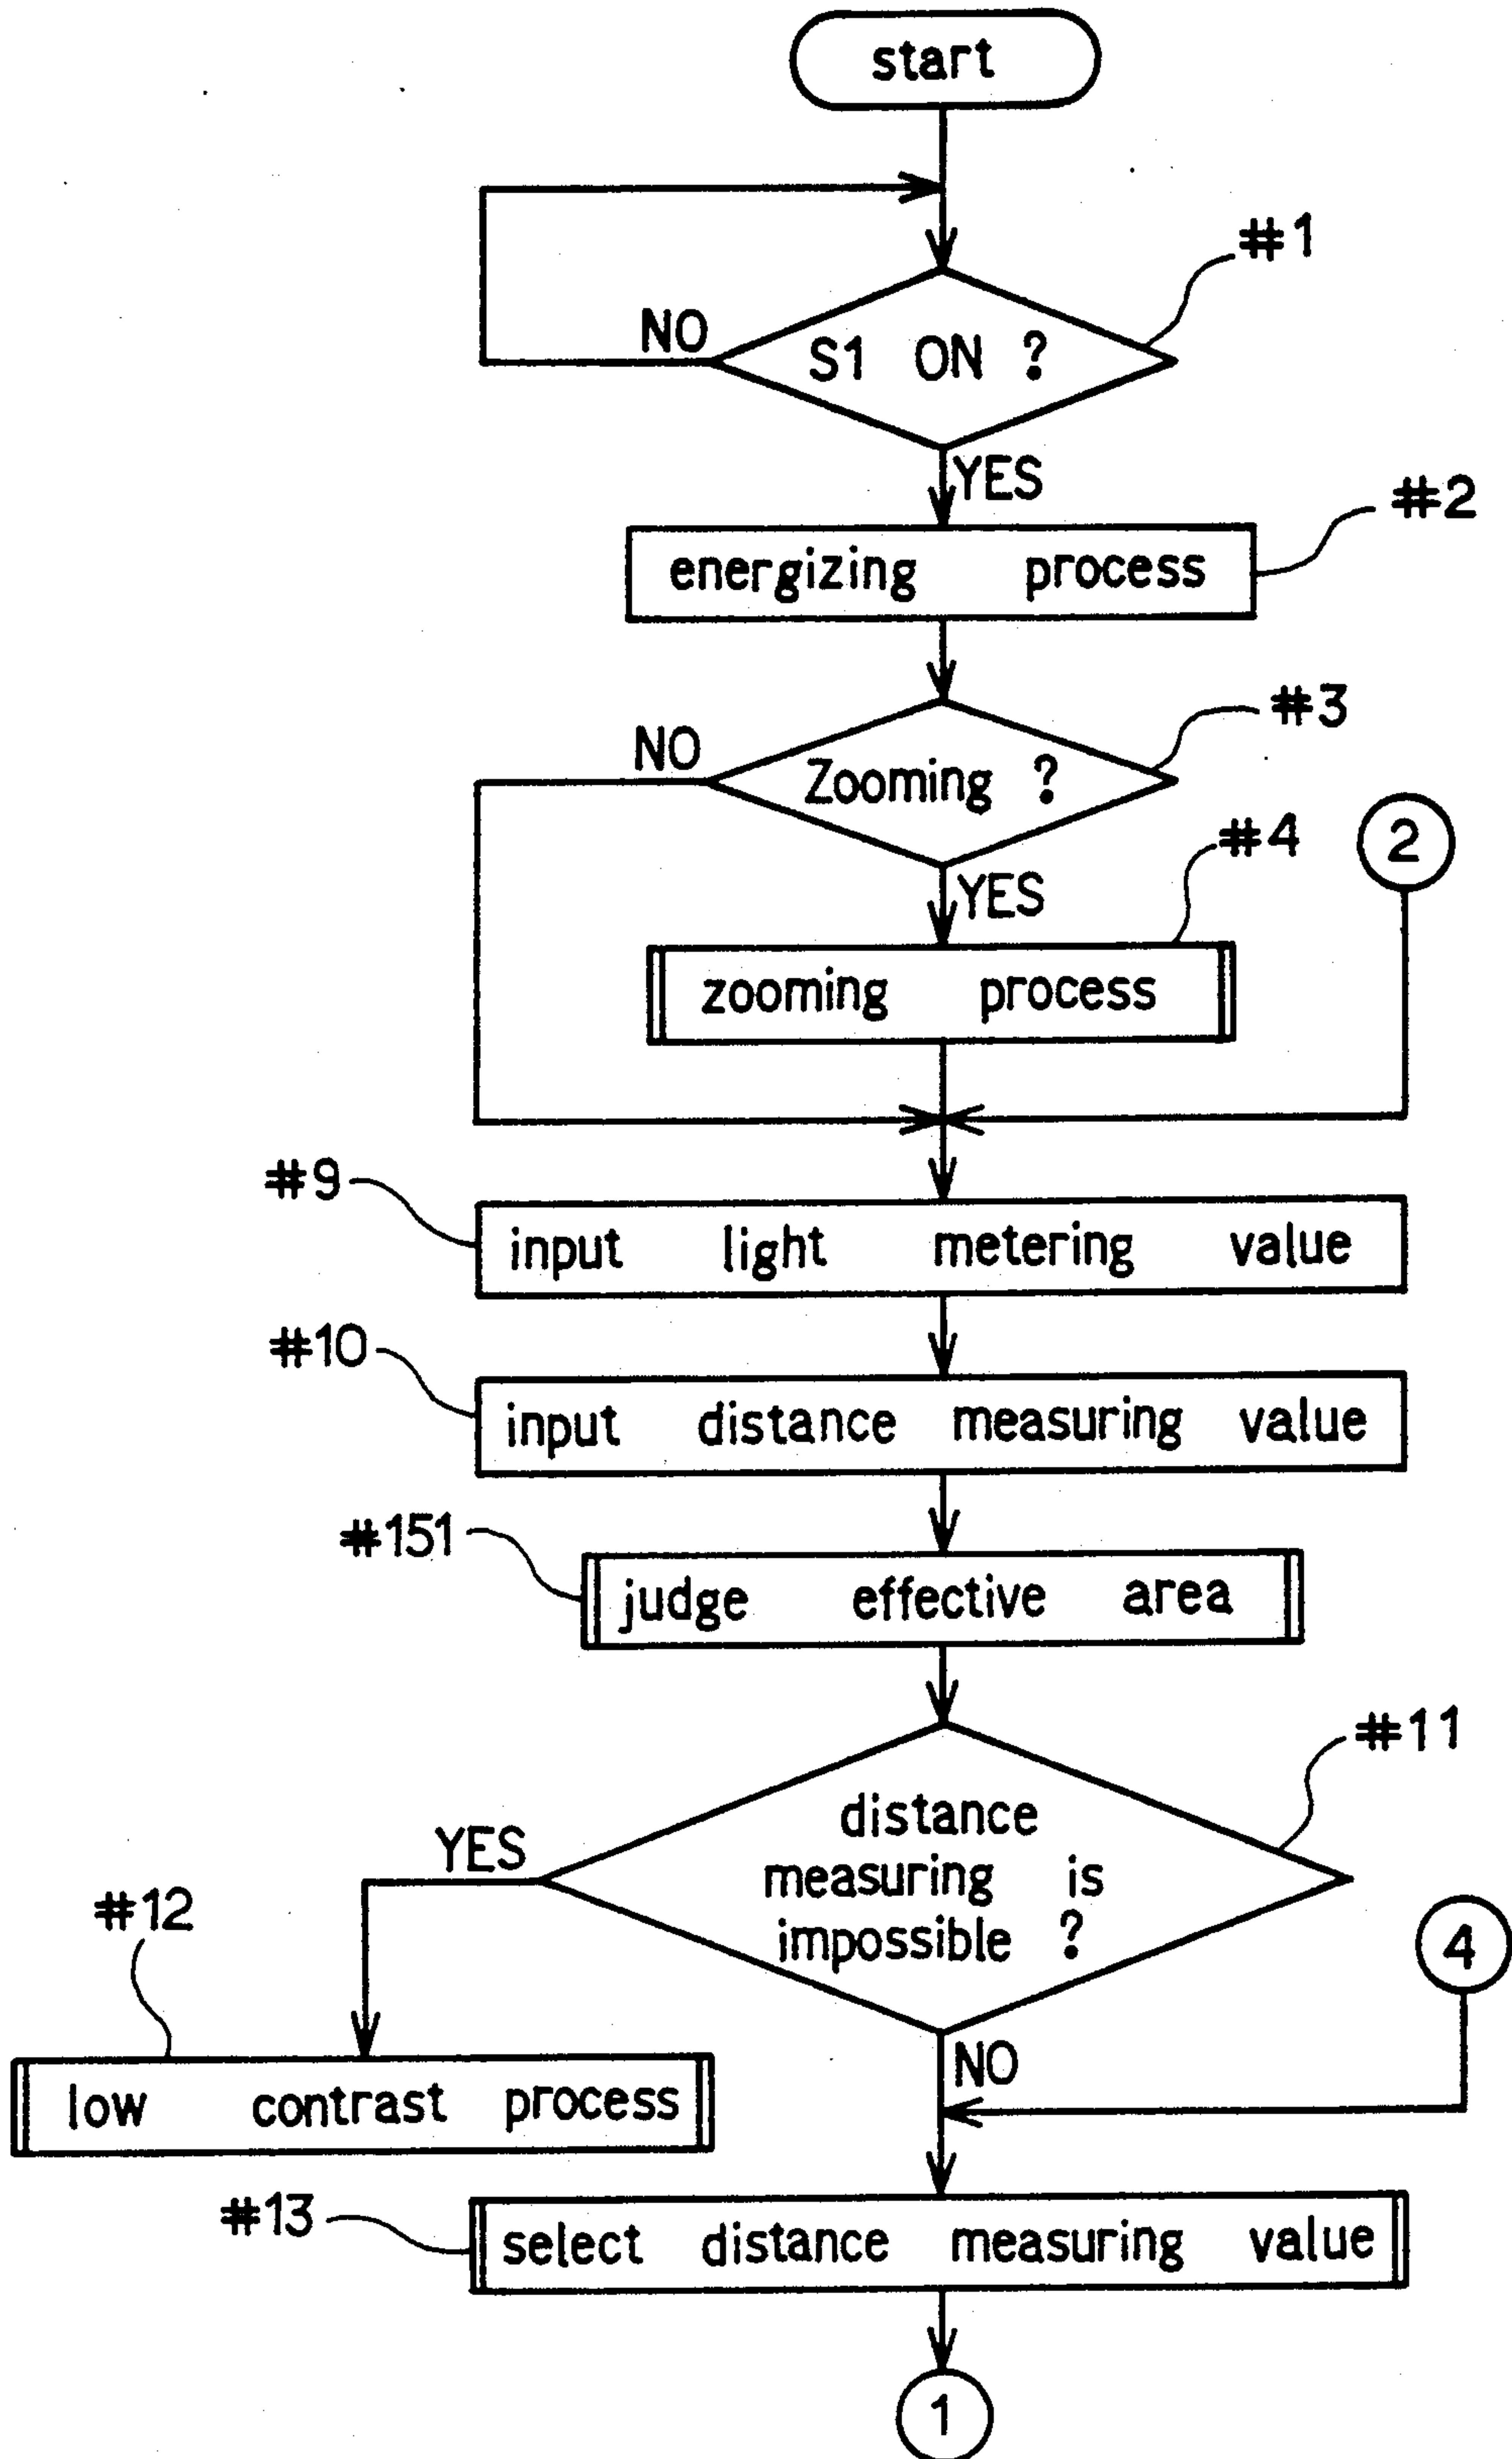 start
#1
NO
S1 ON ?
YES
#2
energizing process
#3
NO
Zooming ?
#4
2
YES
zooming process
#9
input light metering value
#10
input distance measuring value
#151
judge effective area
#11
distance
measuring is
impossible ?
YES
#12
4
NO
low contrast process
#13
select distance measuring value
1